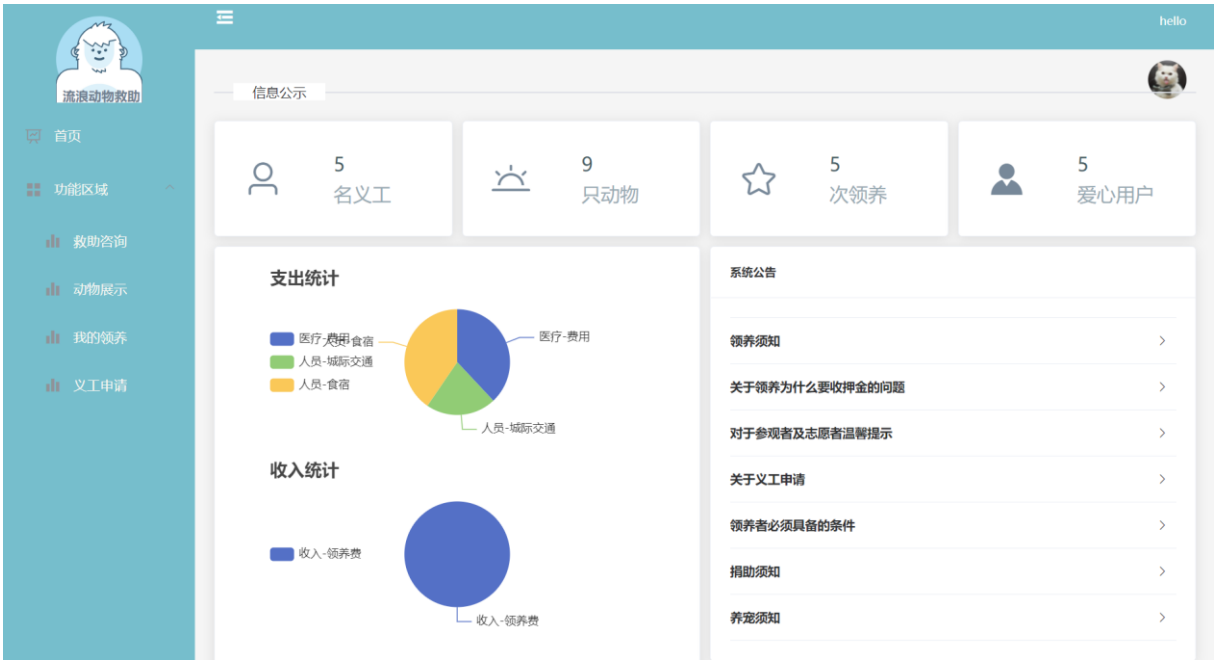 hello
流浪动物救助
首页
功能区域
救助咨询
动物展示
我的领养
义工申请
信息公示
5
名义工
9
只动物
5
次领养
5
爱心用户
支出统计
医疗-费用
人员-城际交通
人员-食宿
人员-食宿
医疗-费用
人员-城际交通
收入统计
收入-领养费
收入-领养费
系统公告
领养须知
关于领养为什么要收押金的问题
对于参观者及志愿者温馨提示
关于义工申请
领养者必须具备的条件
捐助须知
养宠须知